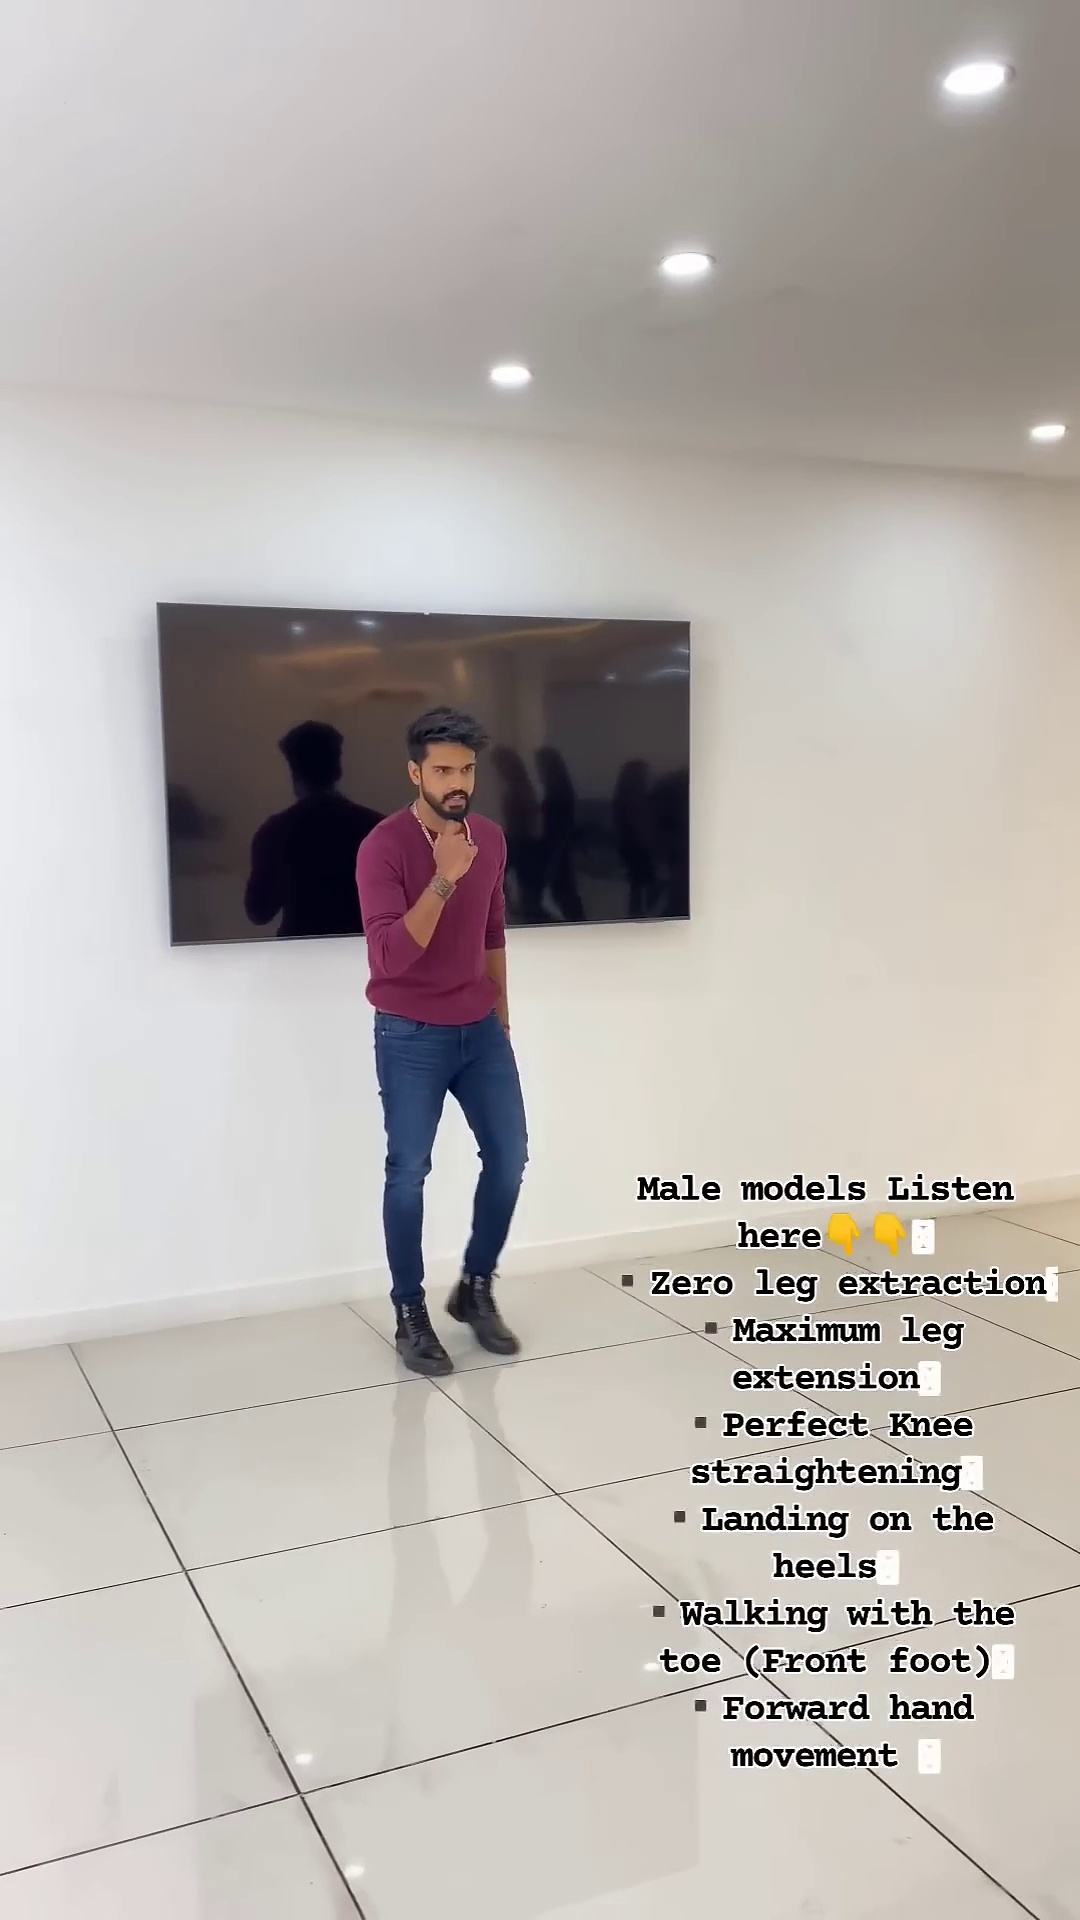 Male models Listen
here👇👇
▪ Zero leg extraction
▪ Maximum leg
extension
▪ Perfect Knee
straightening
▪ Landing on the
heels
▪ Walking with the
toe (Front foot)
▪ Forward hand
movement